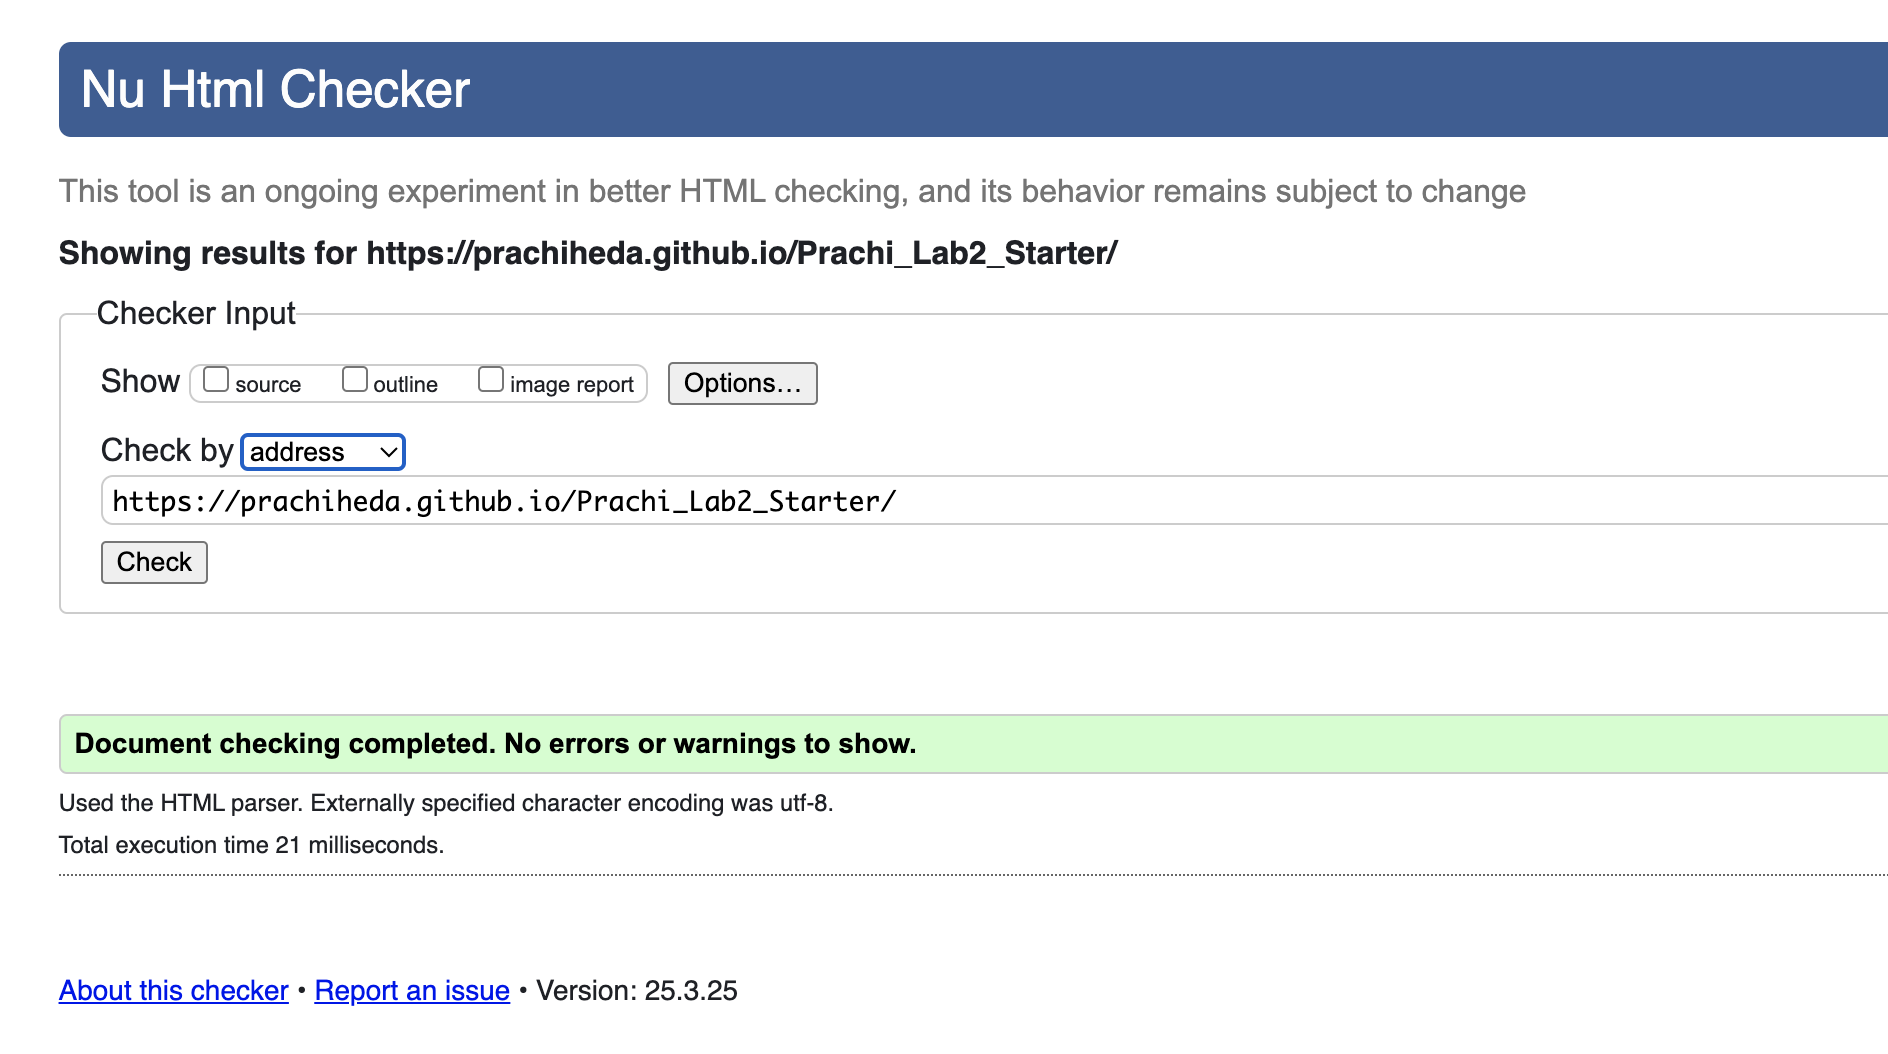 Nu Html Checker
This tool is an ongoing experiment in better HTML checking, and its behavior remains subject to change
Showing results for https://prachiheda.github.io/Prachi_Lab2_Starter/
Checker Input
Show source outline image report Options…
Check by address
https://prachiheda.github.io/Prachi_Lab2_Starter/
Check
Document checking completed. No errors or warnings to show.
Used the HTML parser. Externally specified character encoding was utf-8.
Total execution time 21 milliseconds.
About this checker • Report an issue • Version: 25.3.25